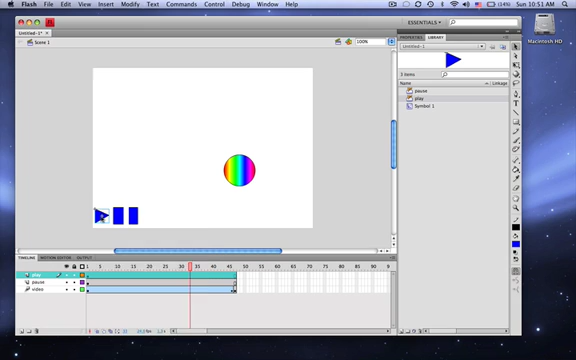 Flash File Edit View Insert Modify Text Commands Control Debug Window Help
Sun 10:51 AM
ESSENTIALS
Untitled-1*
Scene 1
100%
PROPERTIES LIBRARY
Untitled-1
3 items
Name Linkage
pause
play
Symbol 1
Macintosh HD
TIMELINE MOTION EDITOR OUTPUT
1 5 10 15 20 25 30 35 40 45 50 55 60 65 70 75 80 85 90
play
pause
video